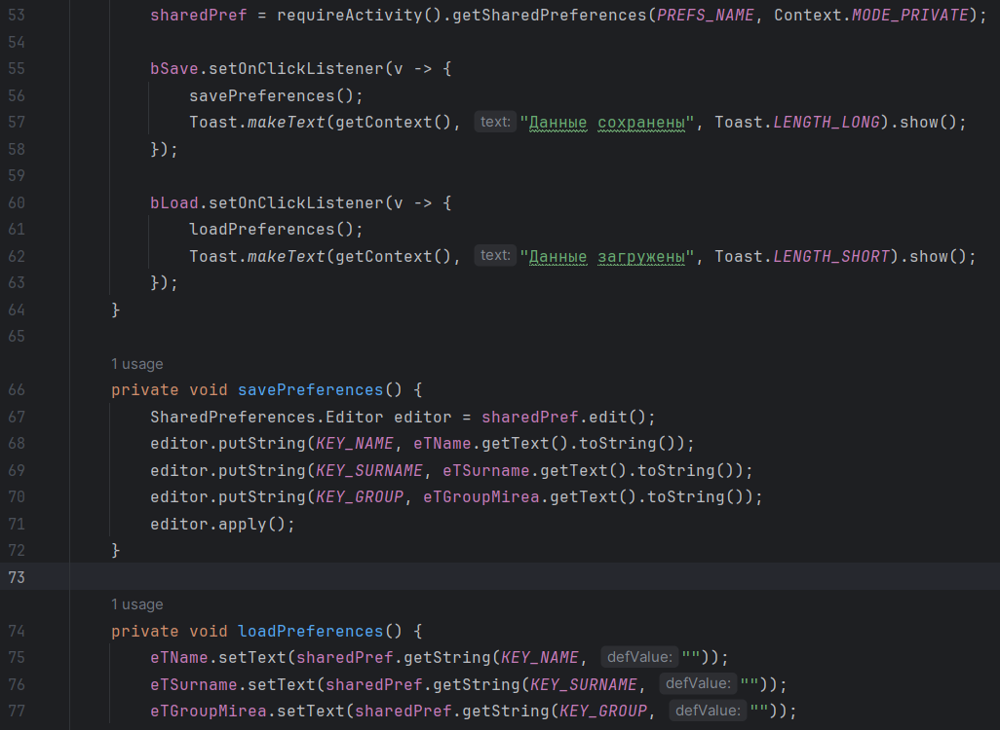 53 sharedPref = requireActivity().getSharedPreferences(PREFS_NAME, Context.MODE_PRIVATE);
54
55 bSave.setOnClickListener(v -> {
56 savePreferences();
57 Toast.makeText(getContext(), text: "Данные сохранены", Toast.LENGTH_LONG).show();
58 });
59
60 bLoad.setOnClickListener(v -> {
61 loadPreferences();
62 Toast.makeText(getContext(), text: "Данные загружены", Toast.LENGTH_SHORT).show();
63 });
64 }
65
1 usage
66 private void savePreferences() {
67 SharedPreferences.Editor editor = sharedPref.edit();
68 editor.putString(KEY_NAME, eTName.getText().toString());
69 editor.putString(KEY_SURNAME, eTSurname.getText().toString());
70 editor.putString(KEY_GROUP, eTGroupMirea.getText().toString());
71 editor.apply();
72 }
73
1 usage
74 private void loadPreferences() {
75 eTName.setText(sharedPref.getString(KEY_NAME, defValue: ""));
76 eTSurname.setText(sharedPref.getString(KEY_SURNAME, defValue: ""));
77 eTGroupMirea.setText(sharedPref.getString(KEY_GROUP, defValue: ""));